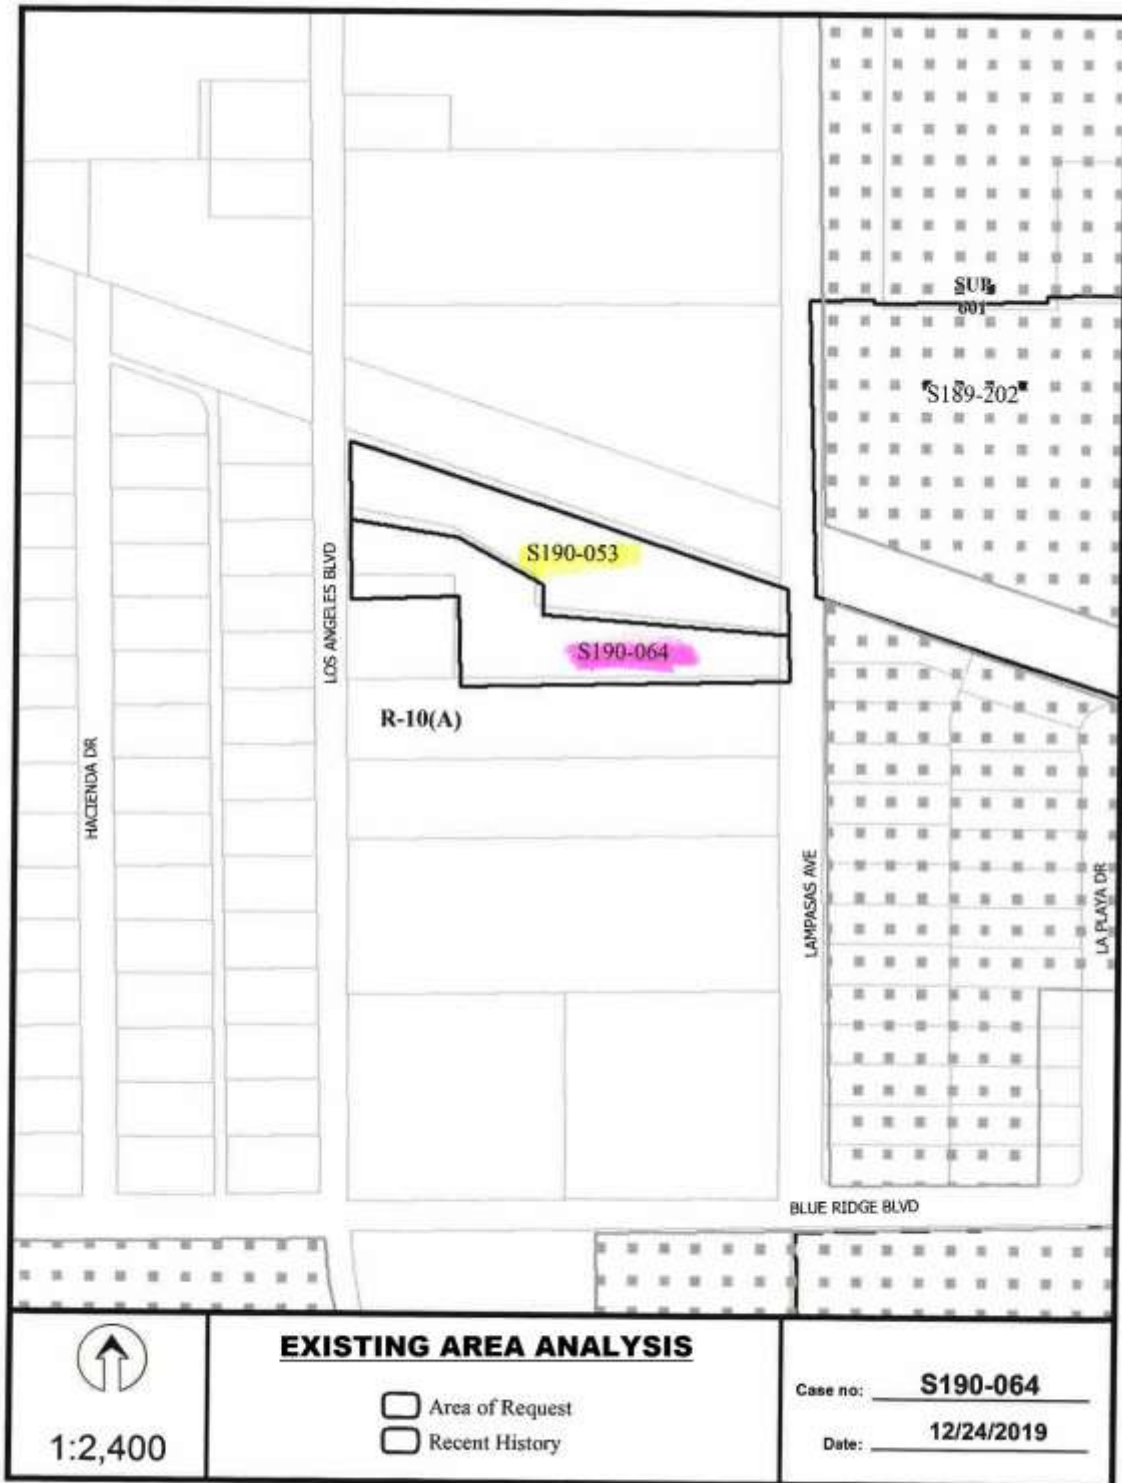 SUP
601
S189-202
S190-053
LOS ANGELES BLVD
S190-064
R-10(A)
HACIENDA DR
LAMPASAS AVE
LA PLAYA DR
BLUE RIDGE BLVD
1:2,400
EXISTING AREA ANALYSIS
Area of Request
Recent History
Case no: S190-064
Date: 12/24/2019